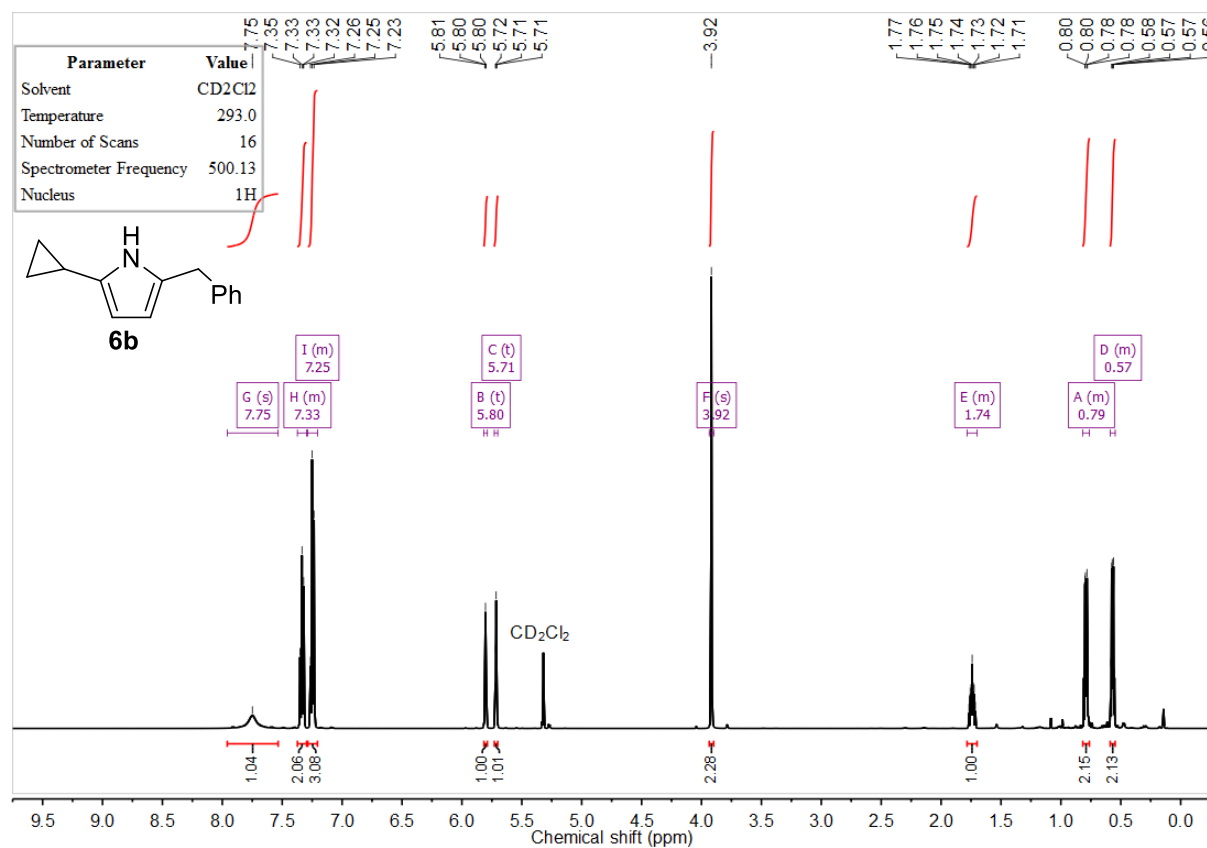 7.75 7.35 7.33 7.33 7.32 7.26 7.25 7.23 5.81 5.80 5.80 5.72 5.71 5.71 3.92 1.77 1.76 1.75 1.74 1.73 1.72 1.71 0.80 0.80 0.78 0.78 0.58 0.57 0.57 0.56
Parameter Value
Solvent CD2Cl2
Temperature 293.0
Number of Scans 16
Spectrometer Frequency 500.13
Nucleus 1H
H
N
Ph
6b
I (m)
7.25
C (t)
5.71
D (m)
0.57
G (s)
7.75
H (m)
7.33
B (t)
5.80
F (s)
3.92
E (m)
1.74
A (m)
0.79
CD₂Cl₂
1.04 2.06 3.08 1.00 1.01 2.28 1.00 2.15 2.13
9.5 9.0 8.5 8.0 7.5 7.0 6.5 6.0 5.5 5.0 4.5 4.0 3.5 3.0 2.5 2.0 1.5 1.0 0.5 0.0
Chemical shift (ppm)